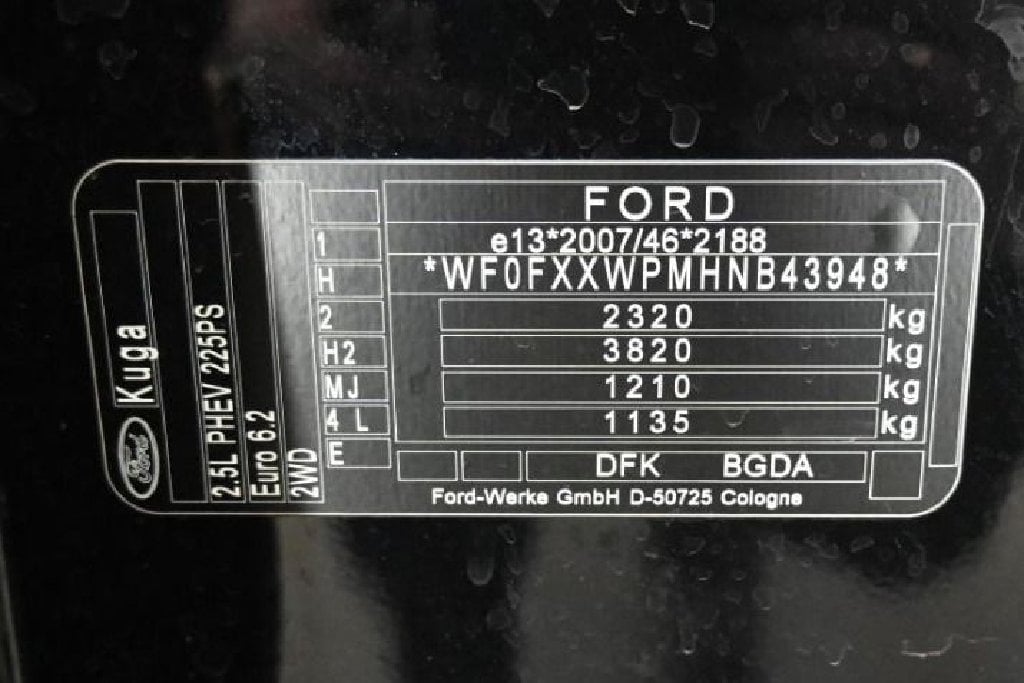 FORD
e13*2007/46*2188
*WF0FXXWPMHNB43948*
2320 kg
3820 kg
1210 kg
1135 kg
DFK BGDA
Ford-Werke GmbH D-50725 Cologne
1
H
2
H2
MJ
4 L
E
Ford Kuga
2.5L PHEV 225PS
Euro 6.2
2WD